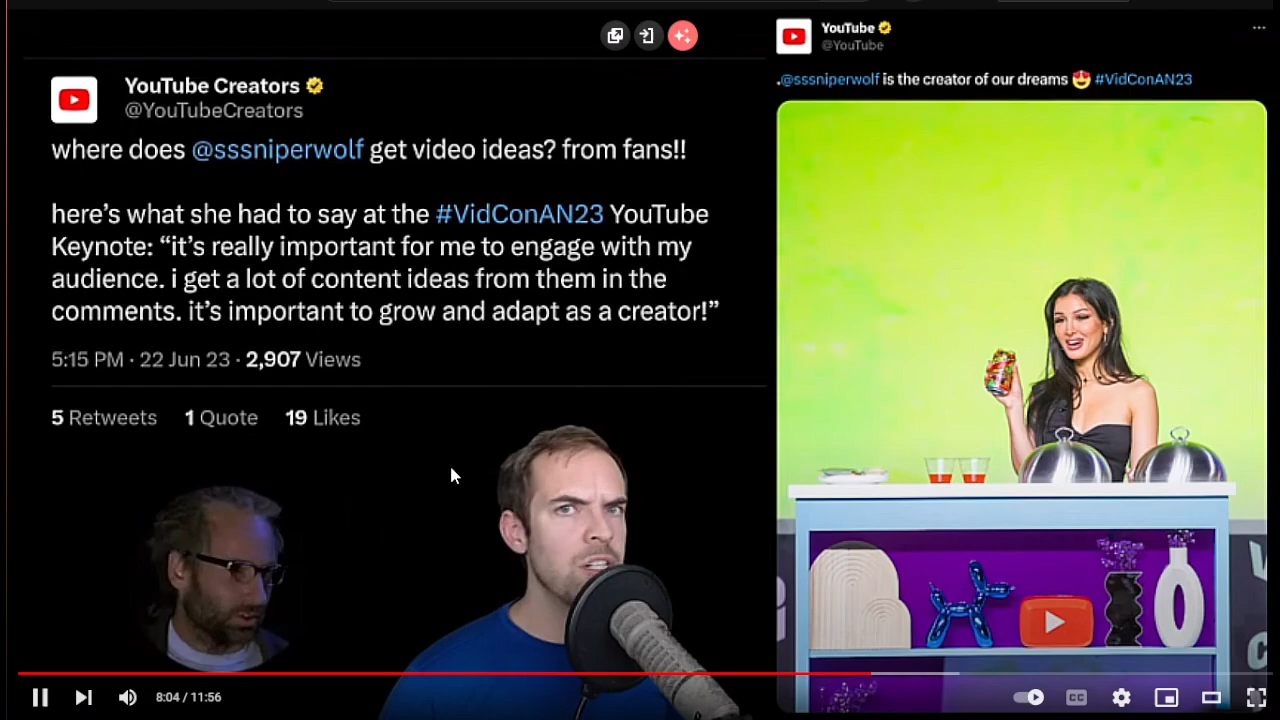 YouTube Creators
@YouTubeCreators
where does @sssniperwolf get video ideas? from fans!!
here's what she had to say at the #VidConAN23 YouTube
Keynote: “it's really important for me to engage with my
audience. i get a lot of content ideas from them in the
comments. it's important to grow and adapt as a creator!”
5:15 PM · 22 Jun 23 · 2,907 Views
5 Retweets 1 Quote 19 Likes
YouTube
@YouTube
.@sssniperwolf is the creator of our dreams 😍 #VidConAN23
8:04 / 11:56
CC